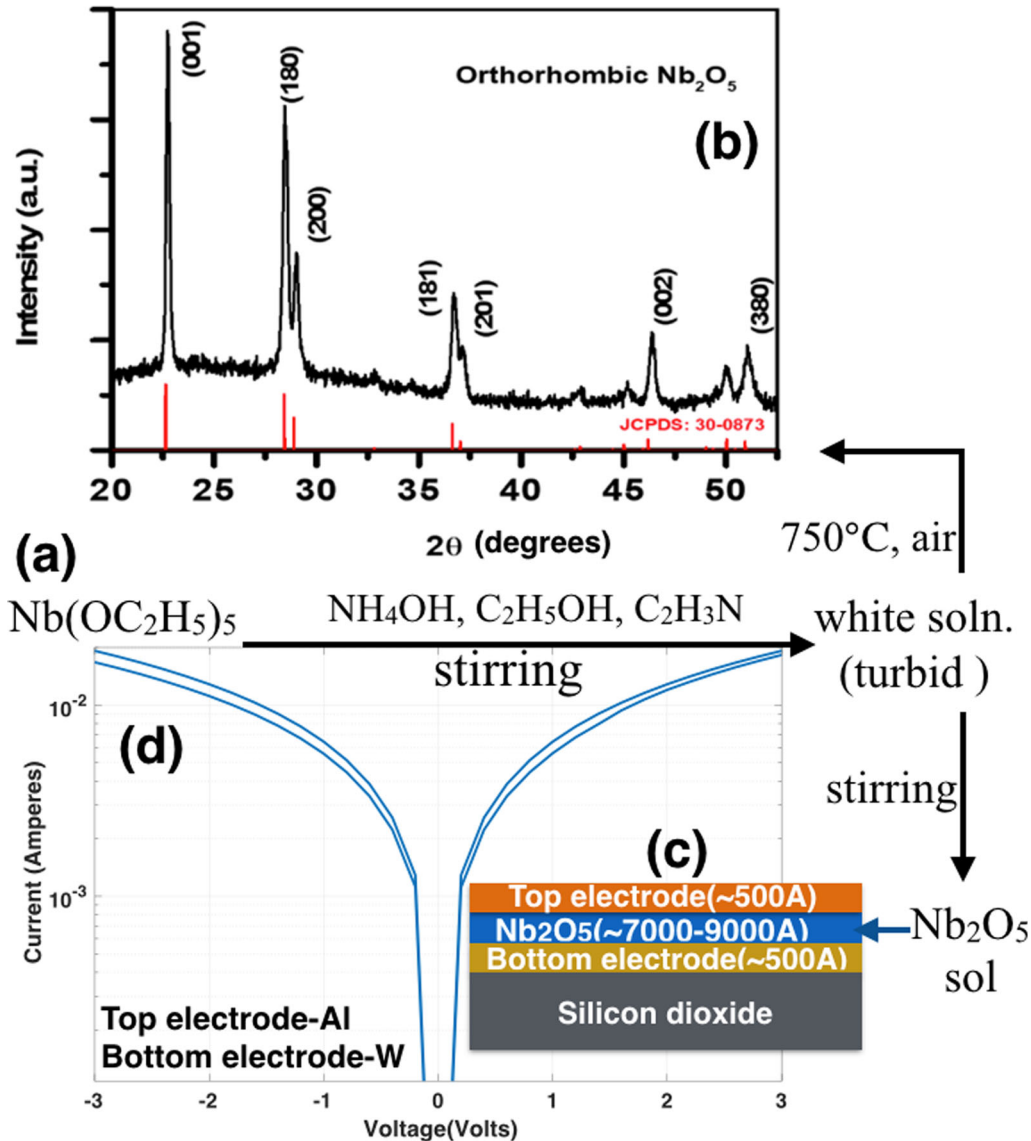 (001)
(180)
(200)
(181)
(201)
(002)
(380)
Orthorhombic Nb2O5
(b)
Intensity (a.u.)
JCPDS: 30-0873
20 25 30 35 40 45 50
2θ (degrees)
750°C, air
(a)
Nb(OC2H5)5
NH4OH, C2H5OH, C2H3N
stirring
white soln.
(turbid )
stirring
Nb2O5
sol
(d)
10-2
10-3
Current (Amperes)
(c)
Top electrode(~500A)
Nb2O5(~7000-9000A)
Bottom electrode(~500A)
Silicon dioxide
Top electrode-Al
Bottom electrode-W
-3 -2 -1 0 1 2 3
Voltage(Volts)